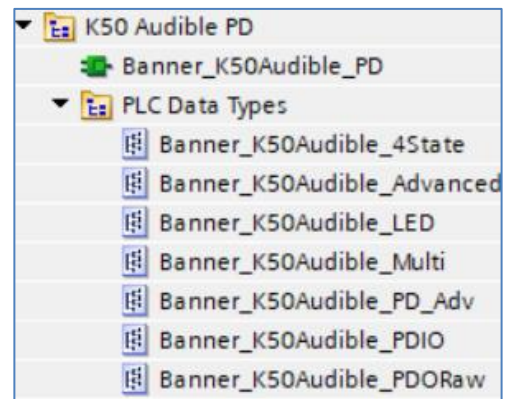 K50 Audible PD
Banner_K50Audible_PD
PLC Data Types
Banner_K50Audible_4State
Banner_K50Audible_Advanced
Banner_K50Audible_LED
Banner_K50Audible_Multi
Banner_K50Audible_PD_Adv
Banner_K50Audible_PDIO
Banner_K50Audible_PDORaw